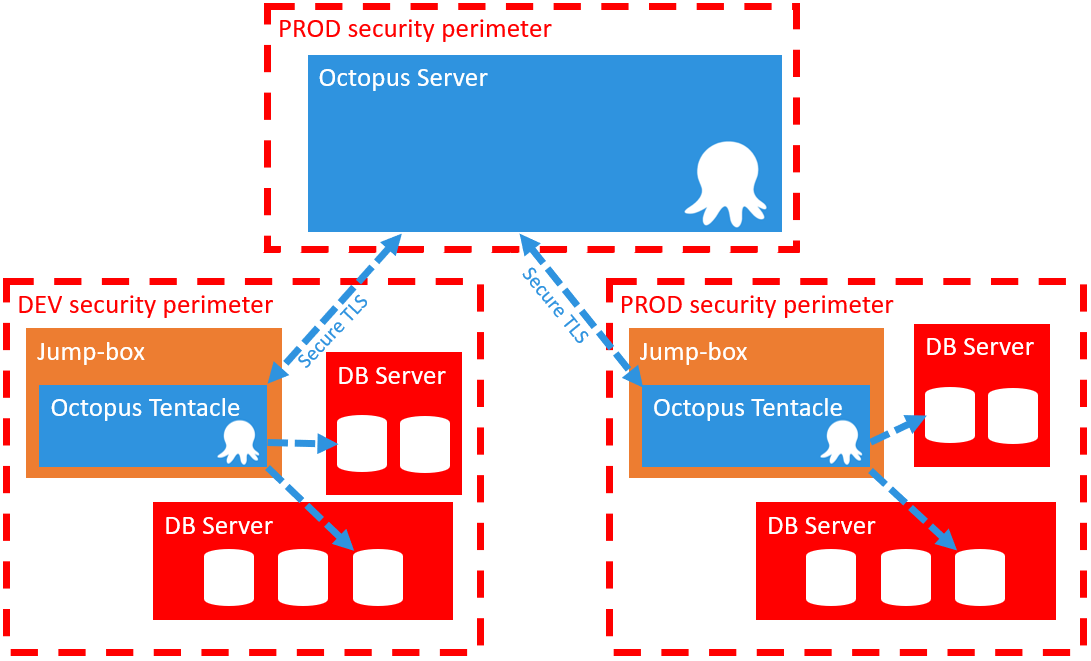 PROD security perimeter
Octopus Server
Secure TLS
Secure TLS
DEV security perimeter
Jump-box
Octopus Tentacle
DB Server
DB Server
PROD security perimeter
Jump-box
Octopus Tentacle
DB Server
DB Server